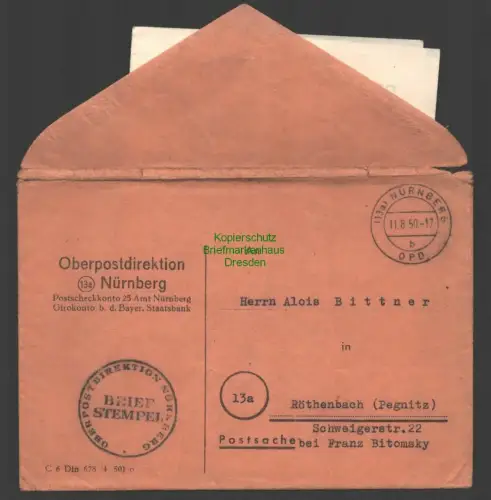 (13a) NÜRNBERG
11.8.50.-17
b
OPD
Kopierschutz
Briefmarkenhaus
Dresden
An
Oberpostdirektion
13a Nürnberg
Postscheckkonto 25 Amt Nürnberg
Girokonto b. d. Bayer. Staatsbank
Herrn Alois Bittner
in
13a
Röthenbach (Pegnitz)
Schweigerstr.22
Postsache bei Franz Bitomsky
OBERPOSTDIREKTION NÜRNBERG
BRIEF
STEMPEL
C 6 Din 678